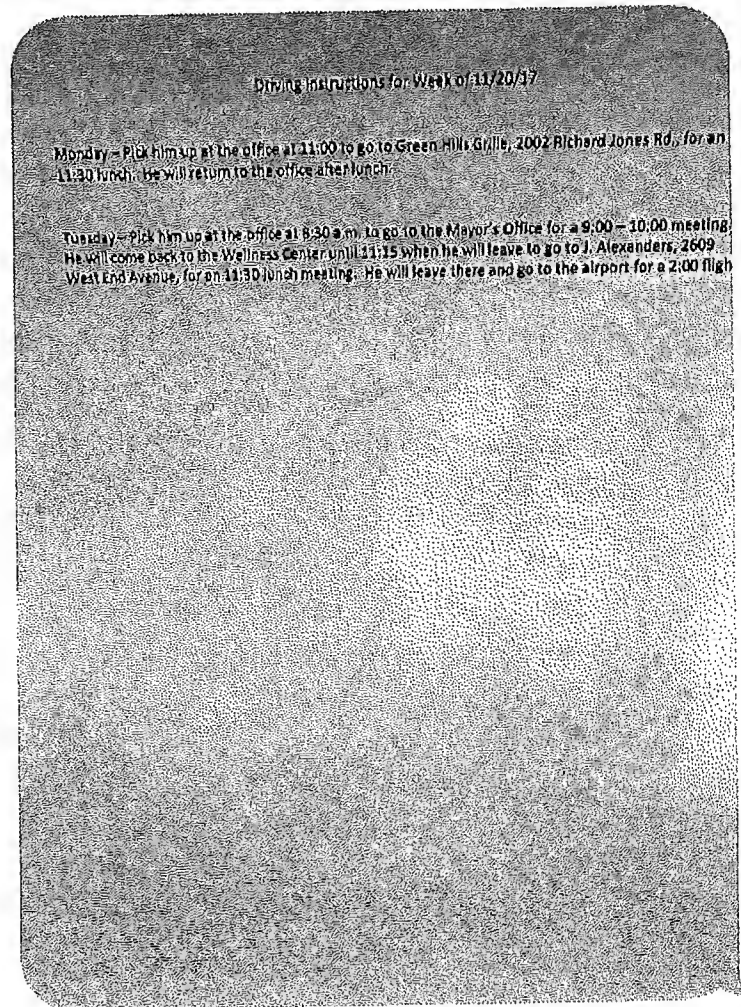 Driving Instructions for Week of 11/20/17
Monday – Pick him up at the office at 11:00 to go to Green Hills Grille, 2002 Richard Jones Rd., for an
11:30 lunch. He will return to the office after lunch.
Tuesday – Pick him up at the office at 8:30 a.m. to go to the Mayor's Office for a 9:00 – 10:00 meeting.
He will come back to the Wellness Center until 11:15 when he will leave to go to J. Alexanders, 2609
West End Avenue, for an 11:30 lunch meeting. He will leave there and go to the airport for a 2:00 fligh